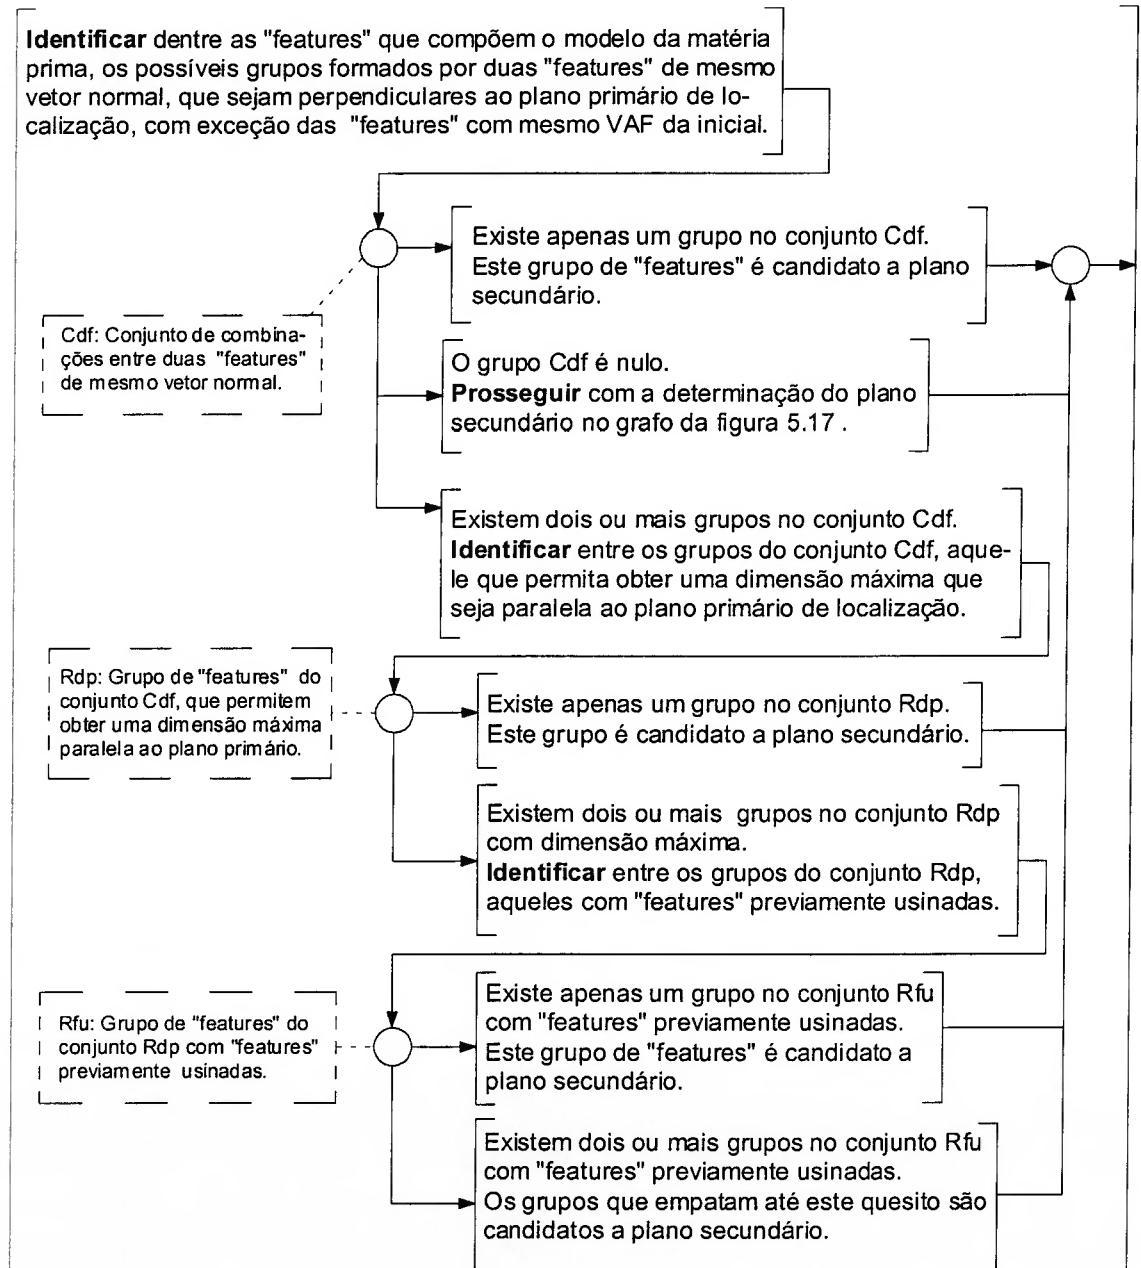 Identificar dentre as "features" que compõem o modelo da matéria
prima, os possíveis grupos formados por duas "features" de mesmo
vetor normal, que sejam perpendiculares ao plano primário de lo-
calização, com exceção das "features" com mesmo VAF da inicial.
Existe apenas um grupo no conjunto Cdf.
Este grupo de "features" é candidato a plano
secundário.
Cdf: Conjunto de combina-
ções entre duas "features"
de mesmo vetor normal.
O grupo Cdf é nulo.
Prosseguir com a determinação do plano
secundário no grafo da figura 5.17 .
Existem dois ou mais grupos no conjunto Cdf.
Identificar entre os grupos do conjunto Cdf, aque-
le que permita obter uma dimensão máxima que
seja paralela ao plano primário de localização.
Rdp: Grupo de "features" do
conjunto Cdf, que permitem
obter uma dimensão máxima
paralela ao plano primário.
Existe apenas um grupo no conjunto Rdp.
Este grupo é candidato a plano secundário.
Existem dois ou mais grupos no conjunto Rdp
com dimensão máxima.
Identificar entre os grupos do conjunto Rdp,
aqueles com "features" previamente usinadas.
Rfu: Grupo de "features" do
conjunto Rdp com "features"
previamente usinadas.
Existe apenas um grupo no conjunto Rfu
com "features" previamente usinadas.
Este grupo de "features" é candidato a
plano secundário.
Existem dois ou mais grupos no conjunto Rfu
com "features" previamente usinadas.
Os grupos que empatam até este quesito são
candidatos a plano secundário.